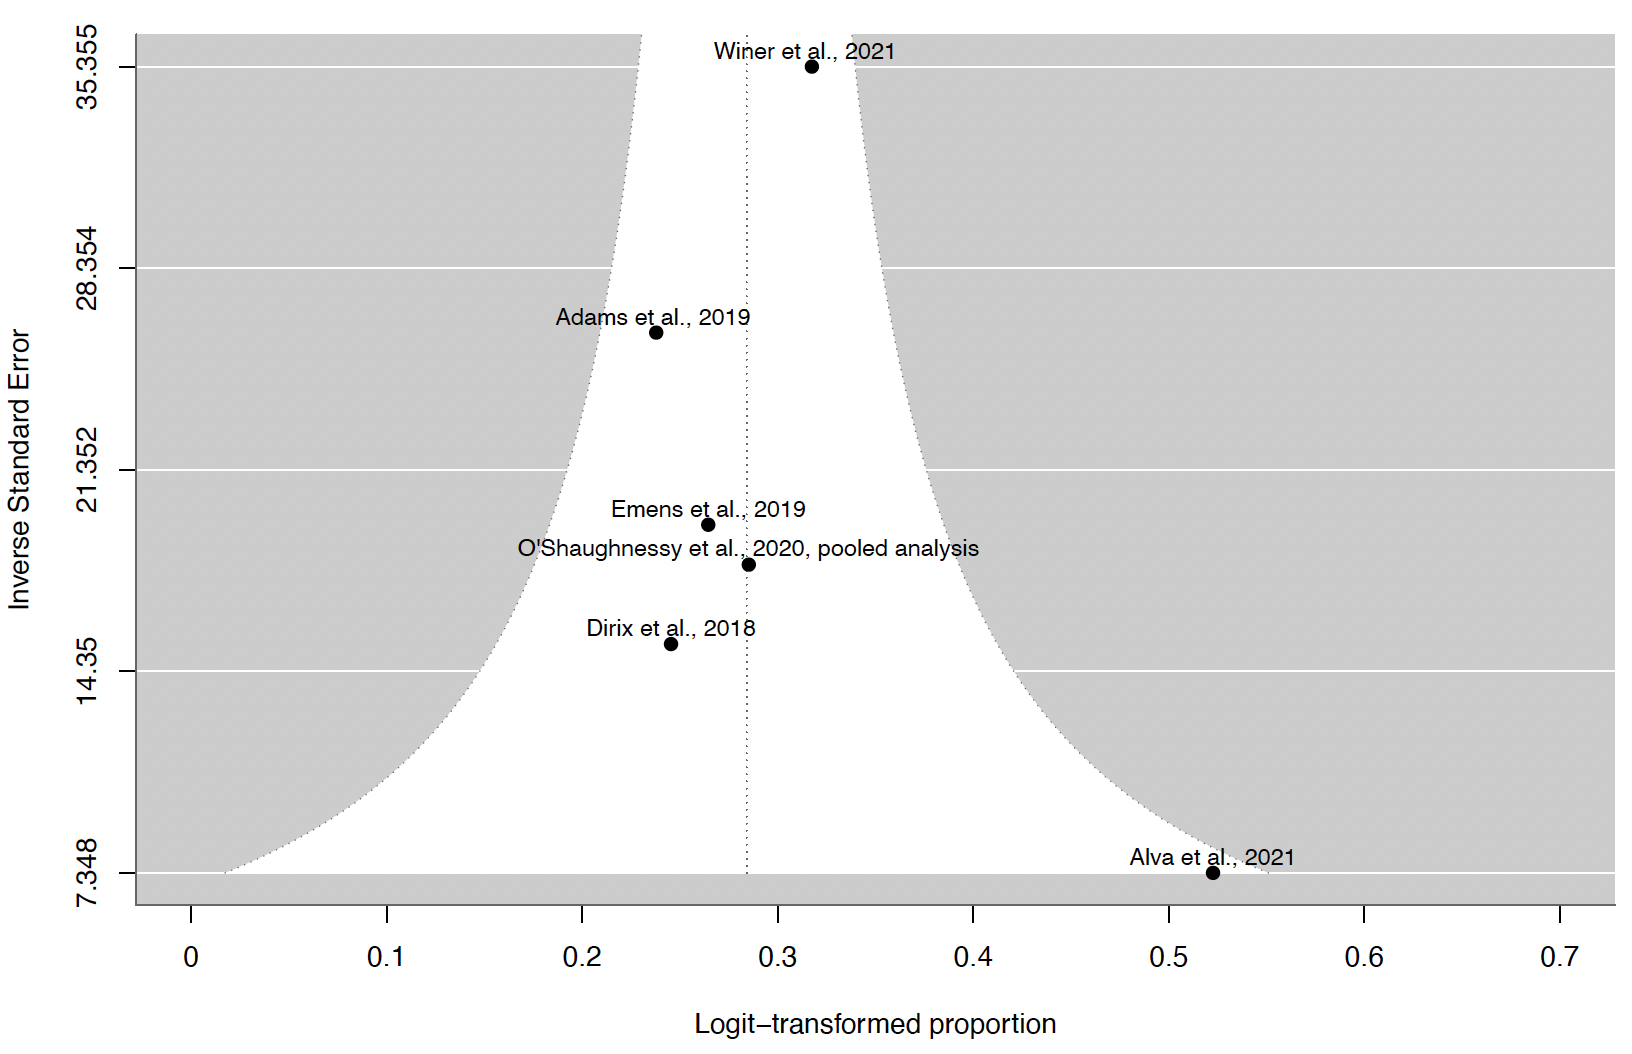 35.355
Winer et al., 2021
28.354
Adams et al., 2019
Inverse Standard Error
21.352
Emens et al., 2019
O'Shaughnessy et al., 2020, pooled analysis
Dirix et al., 2018
14.35
Alva et al., 2021
7.348
0 0.1 0.2 0.3 0.4 0.5 0.6 0.7
Logit−transformed proportion